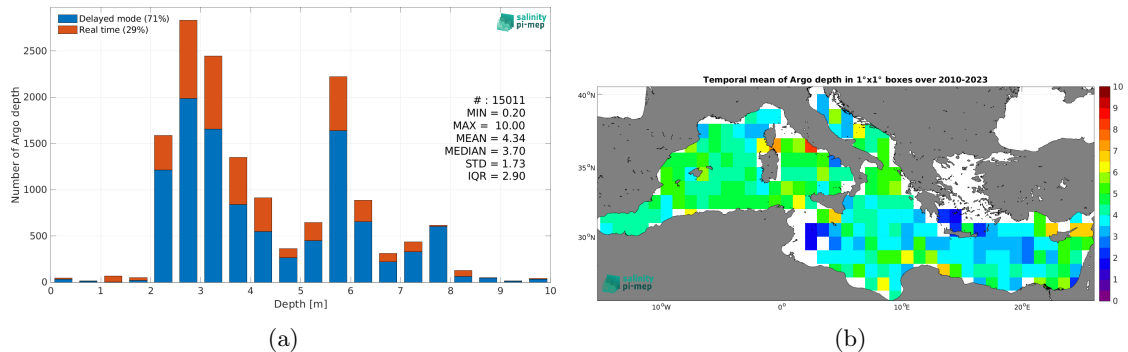 Delayed mode (71%)
Real time (29%)
salinity
pi-mep
Number of Argo depth
2500
2000
1500
1000
500
0
# : 15011
MIN = 0.20
MAX = 10.00
MEAN = 4.34
MEDIAN = 3.70
STD = 1.73
IQR = 2.90
0 1 2 3 4 5 6 7 8 9 10
Depth [m]
(a)
Temporal mean of Argo depth in 1°x1° boxes over 2010-2023
40°N
35°N
30°N
10°W 0° 10°E 20°E
salinity
pi-mep
10
9
8
7
6
5
4
3
2
1
0
(b)